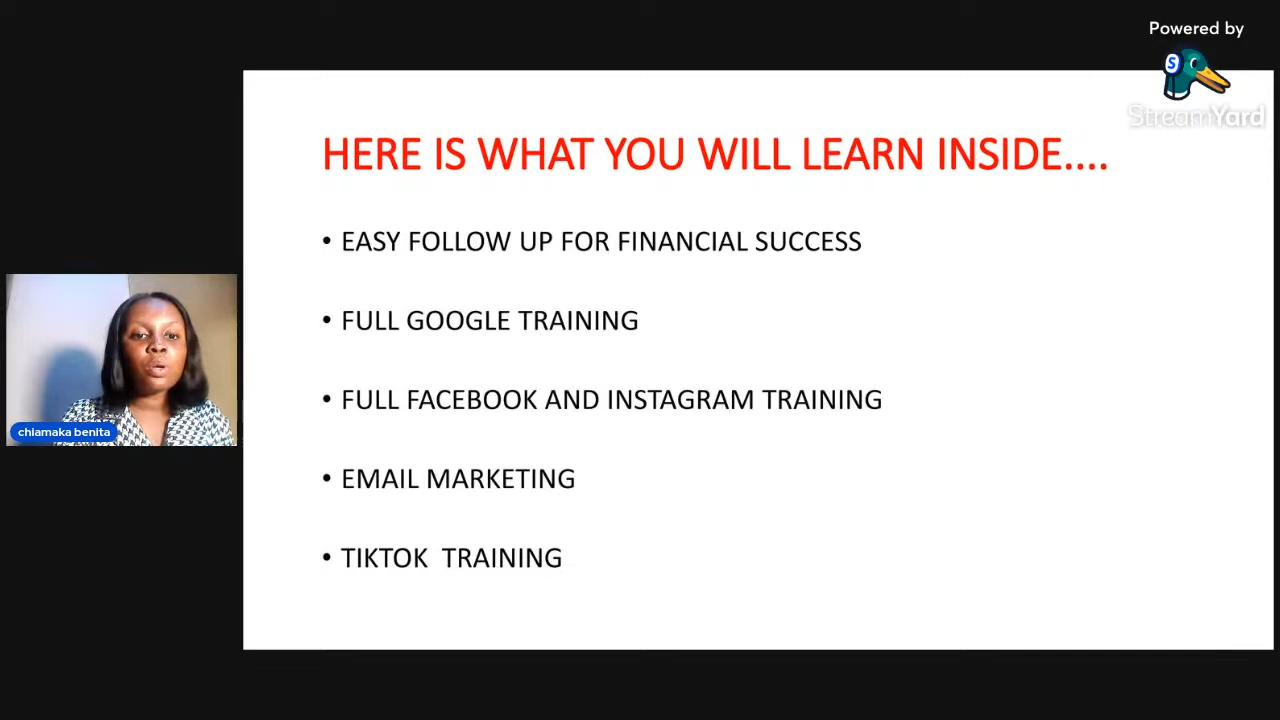 Powered by
S
StreamYard
HERE IS WHAT YOU WILL LEARN INSIDE....
• EASY FOLLOW UP FOR FINANCIAL SUCCESS
• FULL GOOGLE TRAINING
• FULL FACEBOOK AND INSTAGRAM TRAINING
• EMAIL MARKETING
• TIKTOK  TRAINING
chiamaka benita